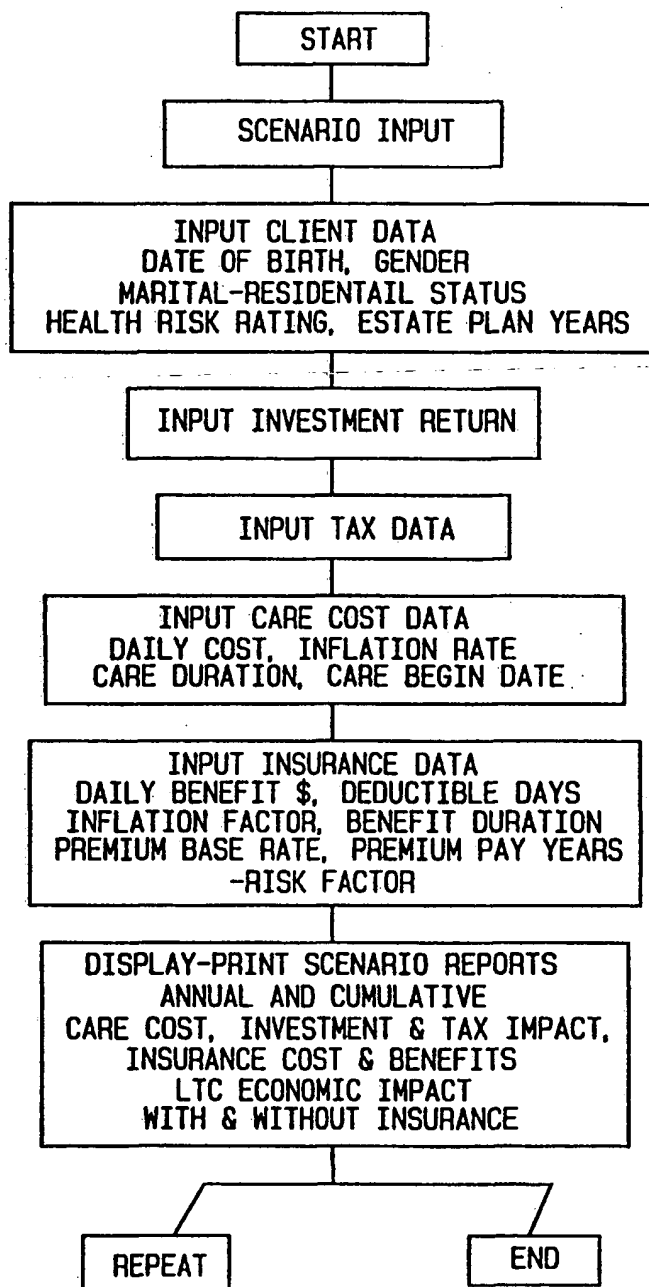 START
SCENARIO INPUT
INPUT CLIENT DATA
DATE OF BIRTH, GENDER
MARITAL-RESIDENTAIL STATUS
HEALTH RISK RATING, ESTATE PLAN YEARS
INPUT INVESTMENT RETURN
INPUT TAX DATA
INPUT CARE COST DATA
DAILY COST, INFLATION RATE
CARE DURATION, CARE BEGIN DATE
INPUT INSURANCE DATA
DAILY BENEFIT $, DEDUCTIBLE DAYS
INFLATION FACTOR, BENEFIT DURATION
PREMIUM BASE RATE, PREMIUM PAY YEARS
-RISK FACTOR
DISPLAY-PRINT SCENARIO REPORTS
ANNUAL AND CUMULATIVE
CARE COST, INVESTMENT & TAX IMPACT,
INSURANCE COST & BENEFITS
LTC ECONOMIC IMPACT
WITH & WITHOUT INSURANCE
REPEAT
END